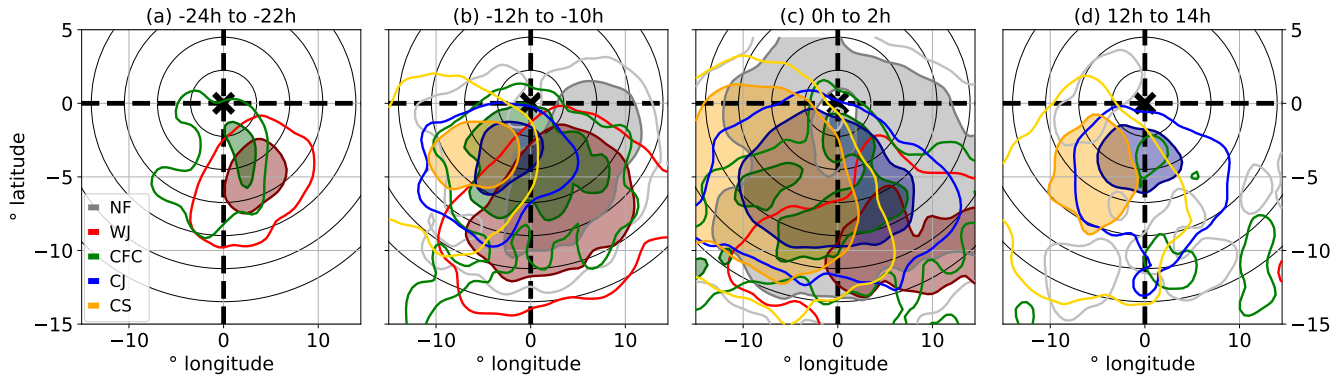 (a) -24h to -22h
(b) -12h to -10h
(c) 0h to 2h
(d) 12h to 14h
5
0
−5
−10
−15
° latitude
NF
WJ
CFC
CJ
CS
5
0
−5
−10
−15
−10 0 10
−10 0 10
−10 0 10
−10 0 10
° longitude
° longitude
° longitude
° longitude